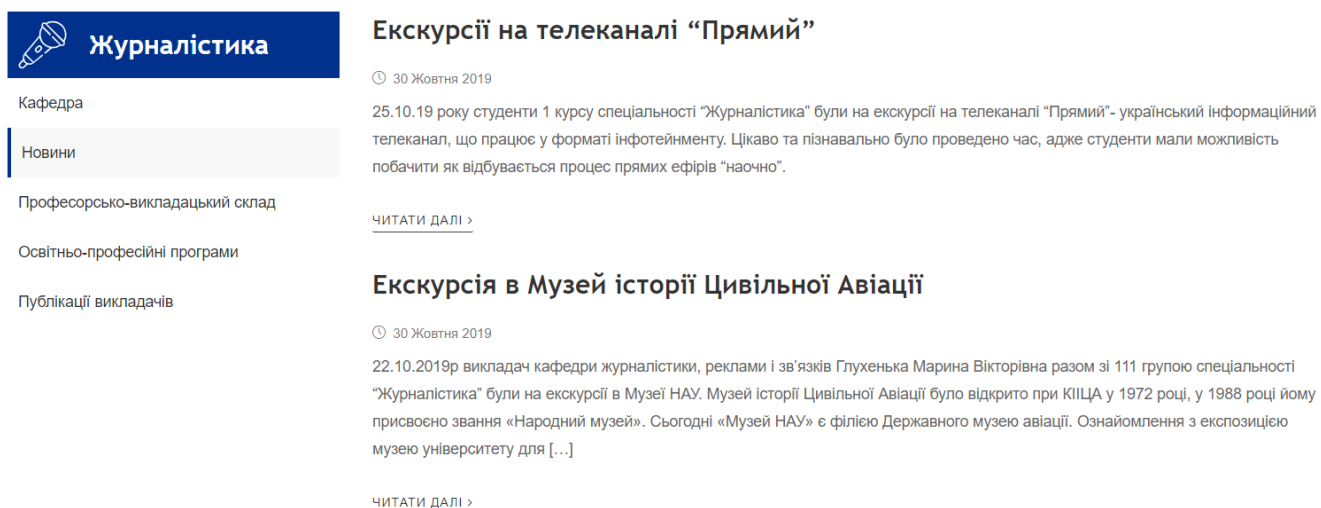 Журналістика
Кафедра
Новини
Професорсько-викладацький склад
Освітньо-професійні програми
Публікації викладачів
Екскурсії на телеканалі “Прямий”
30 Жовтня 2019
25.10.19 року студенти 1 курсу спеціальності “Журналістика” були на екскурсії на телеканалі “Прямий”- український інформаційний
телеканал, що працює у форматі інфотейнменту. Цікаво та пізнавально було проведено час, адже студенти мали можливість
побачити як відбувається процес прямих ефірів “наочно”.
ЧИТАТИ ДАЛІ >
Екскурсія в Музей історії Цивільної Авіації
30 Жовтня 2019
22.10.2019р викладач кафедри журналістики, реклами і зв’язків Глухенька Марина Вікторівна разом зі 111 групою спеціальності
“Журналістика” були на екскурсії в Музеї НАУ. Музей історії Цивільної Авіації було відкрито при КІІЦА у 1972 році, у 1988 році йому
присвоєно звання «Народний музей». Сьогодні «Музей НАУ» є філією Державного музею авіації. Ознайомлення з експозицією
музею університету для […]
ЧИТАТИ ДАЛІ >